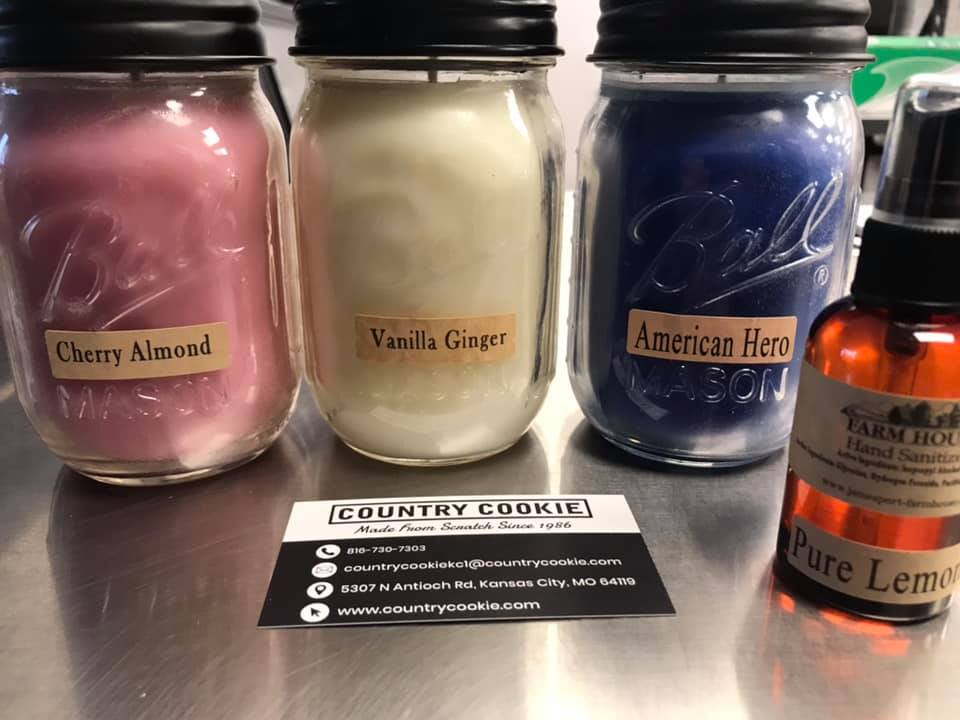 Ball
Cherry Almond
MASON
Vanilla Ginger
MASON
Ball
®
American Hero
MASON
FARM HOU
Hand Sanitize
Pure Lemon
COUNTRY COOKIE
Made From Scratch Since 1986
816-730-7303
countrycookiekc1@countrycookie.com
5307 N Antioch Rd, Kansas City, MO 64119
www.countrycookie.com